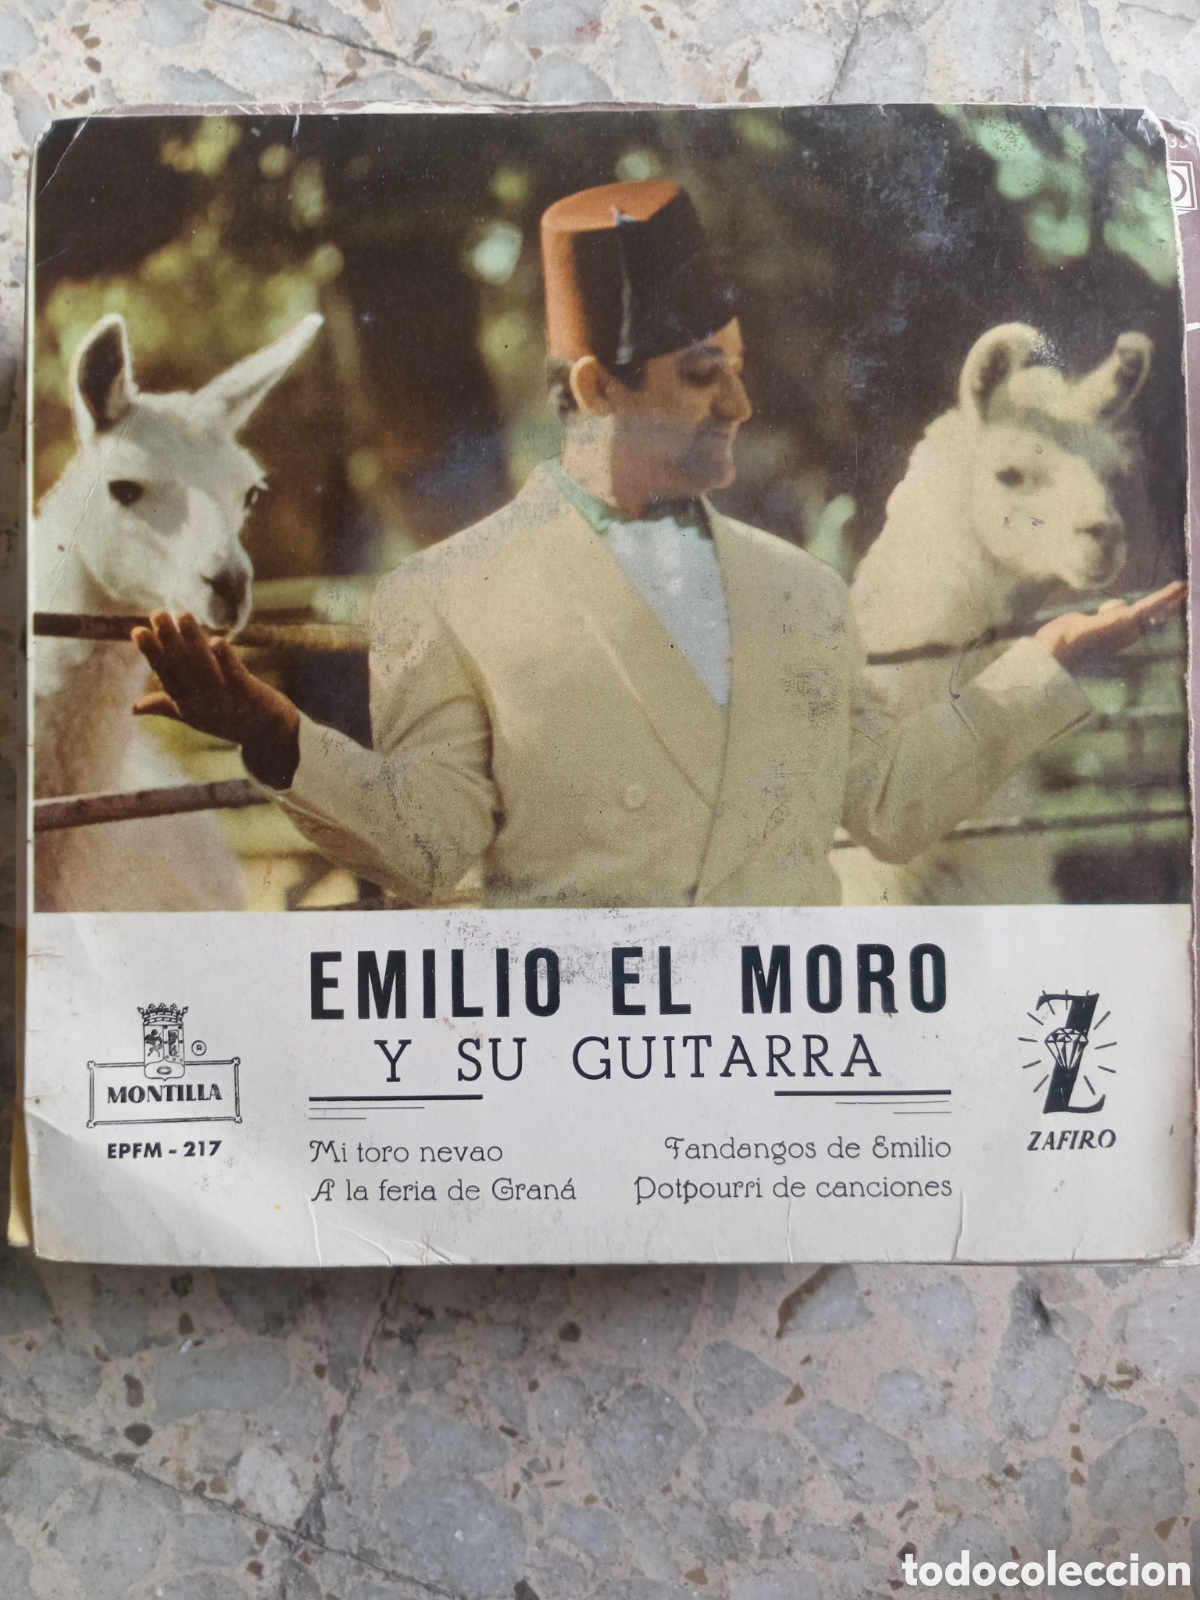 EMILIO EL MORO
Y SU GUITARRA
MONTILLA
®
EPFM - 217
Mi toro nevao
A la feria de Graná
Fandangos de Emilio
Potpourri de canciones
Z
ZAFIRO
todocoleccion